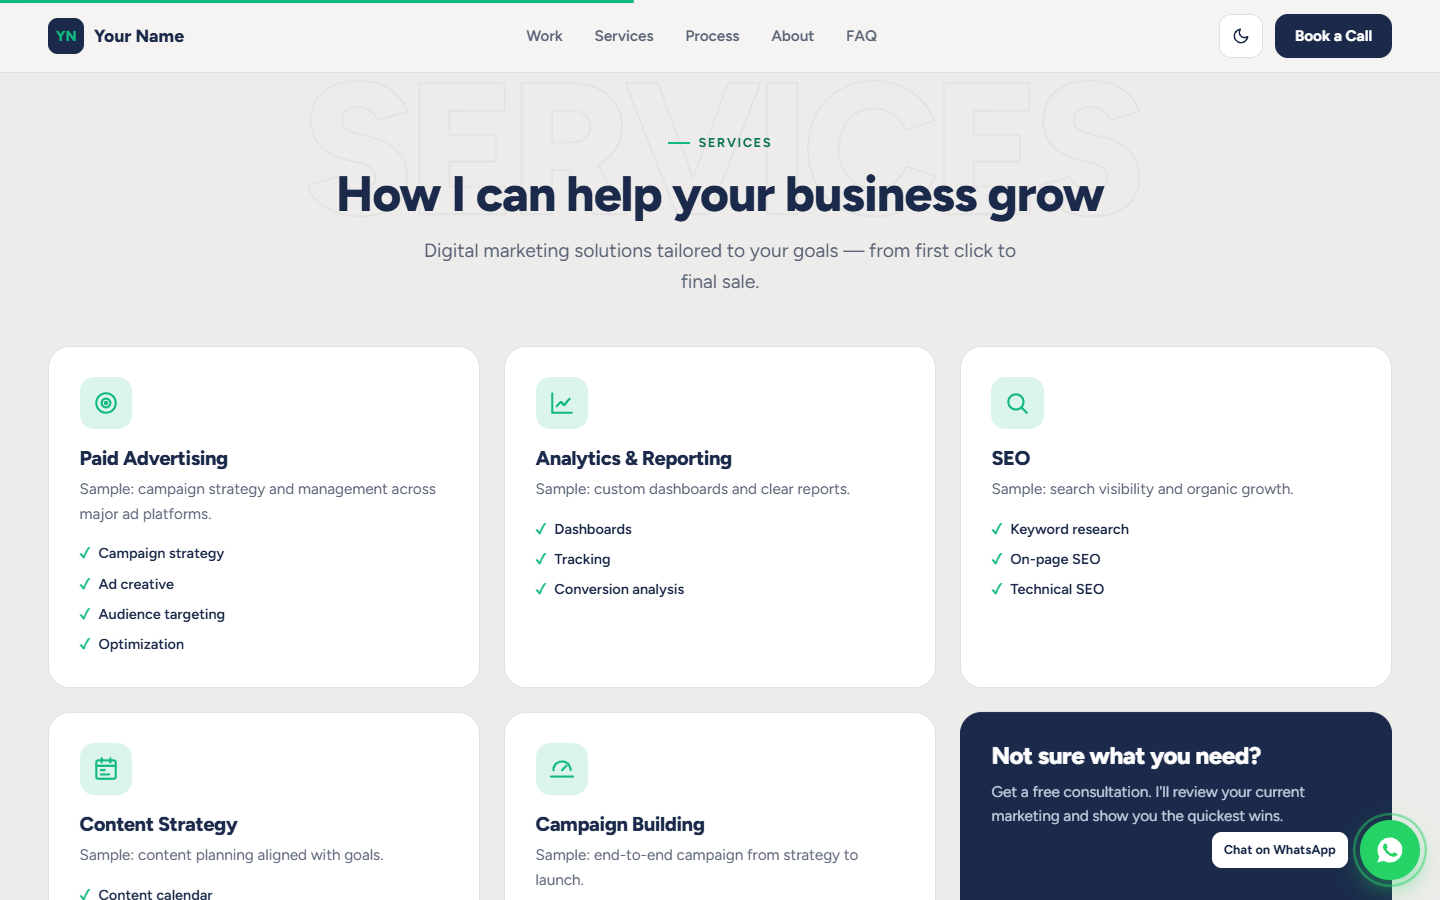 YN Your Name
Work Services Process About FAQ
Book a Call
SERVICES
SERVICES
How I can help your business grow
Digital marketing solutions tailored to your goals — from first click to
final sale.
Paid Advertising
Sample: campaign strategy and management across
major ad platforms.
✓ Campaign strategy
✓ Ad creative
✓ Audience targeting
✓ Optimization
Analytics & Reporting
Sample: custom dashboards and clear reports.
✓ Dashboards
✓ Tracking
✓ Conversion analysis
SEO
Sample: search visibility and organic growth.
✓ Keyword research
✓ On-page SEO
✓ Technical SEO
Content Strategy
Sample: content planning aligned with goals.
✓ Content calendar
Campaign Building
Sample: end-to-end campaign from strategy to
launch.
Not sure what you need?
Get a free consultation. I'll review your current
marketing and show you the quickest wins.
Chat on WhatsApp